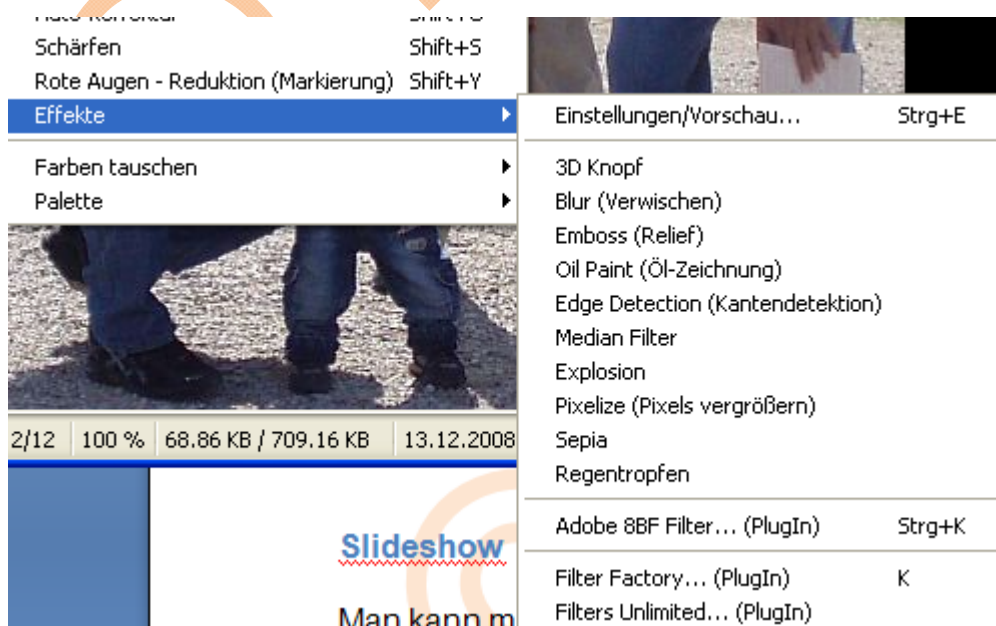 Schärfen Shift+S
Rote Augen - Reduktion (Markierung) Shift+Y
Effekte
Farben tauschen
Palette
Einstellungen/Vorschau... Strg+E
3D Knopf
Blur (Verwischen)
Emboss (Relief)
Oil Paint (Öl-Zeichnung)
Edge Detection (Kantendetektion)
Median Filter
Explosion
Pixelize (Pixels vergrößern)
Sepia
Regentropfen
Adobe 8BF Filter... (PlugIn) Strg+K
Filter Factory... (PlugIn) K
Filters Unlimited... (PlugIn)
2/12 100 % 68.86 KB / 709.16 KB 13.12.2008
Slideshow
Man kann m